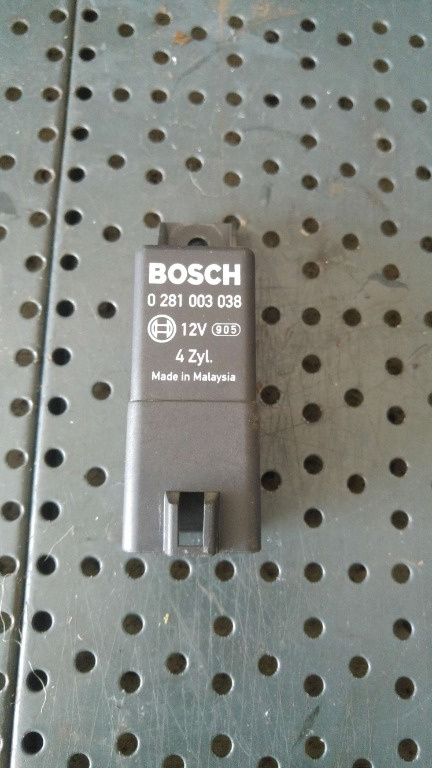 BOSCH
0 281 003 038
12V 905
4 Zyl.
Made in Malaysia